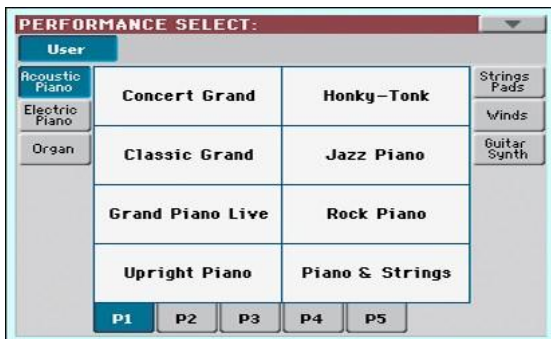 PERFORMANCE SELECT:
User
Acoustic
Piano
Electric
Piano
Organ
Concert Grand
Honky-Tonk
Classic Grand
Jazz Piano
Grand Piano Live
Rock Piano
Upright Piano
Piano & Strings
Strings
Pads
Winds
Guitar
Synth
P1 P2 P3 P4 P5